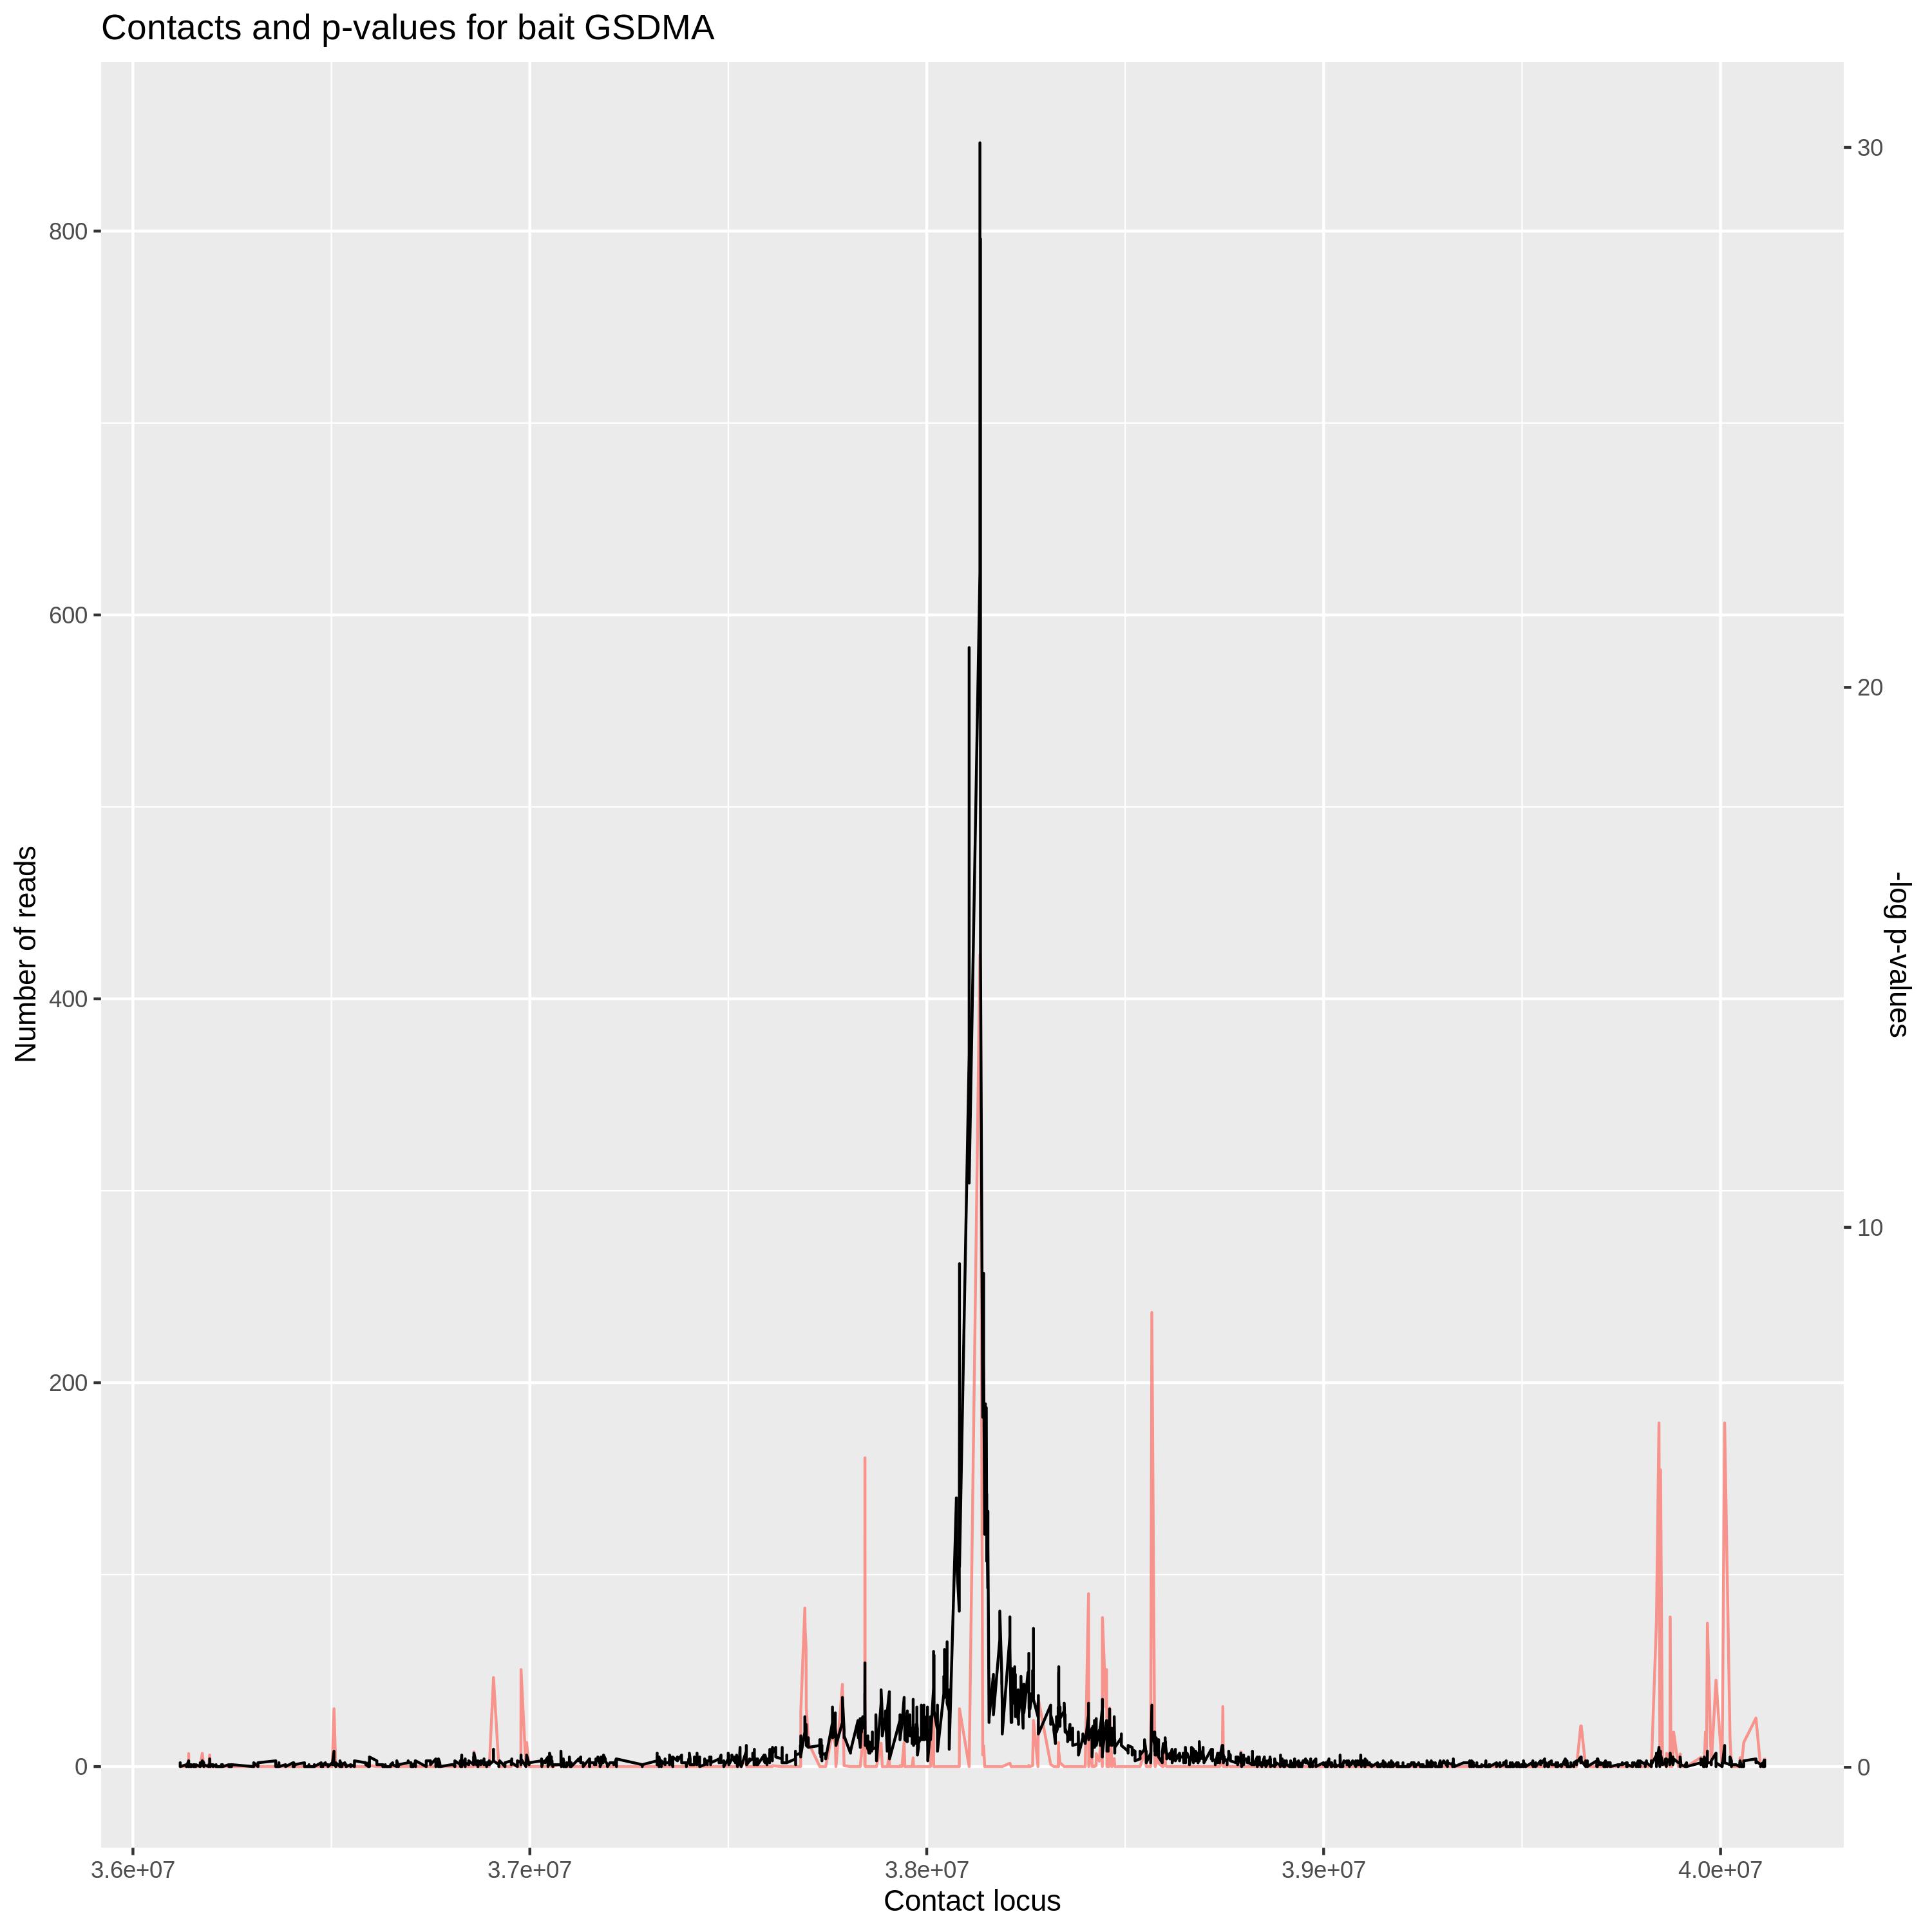 Contacts and p-values for bait GSDMA
800
600
400
200
0
Number of reads
30
20
10
0
-log p-values
3.6e+07
3.7e+07
3.8e+07
3.9e+07
4.0e+07
Contact locus